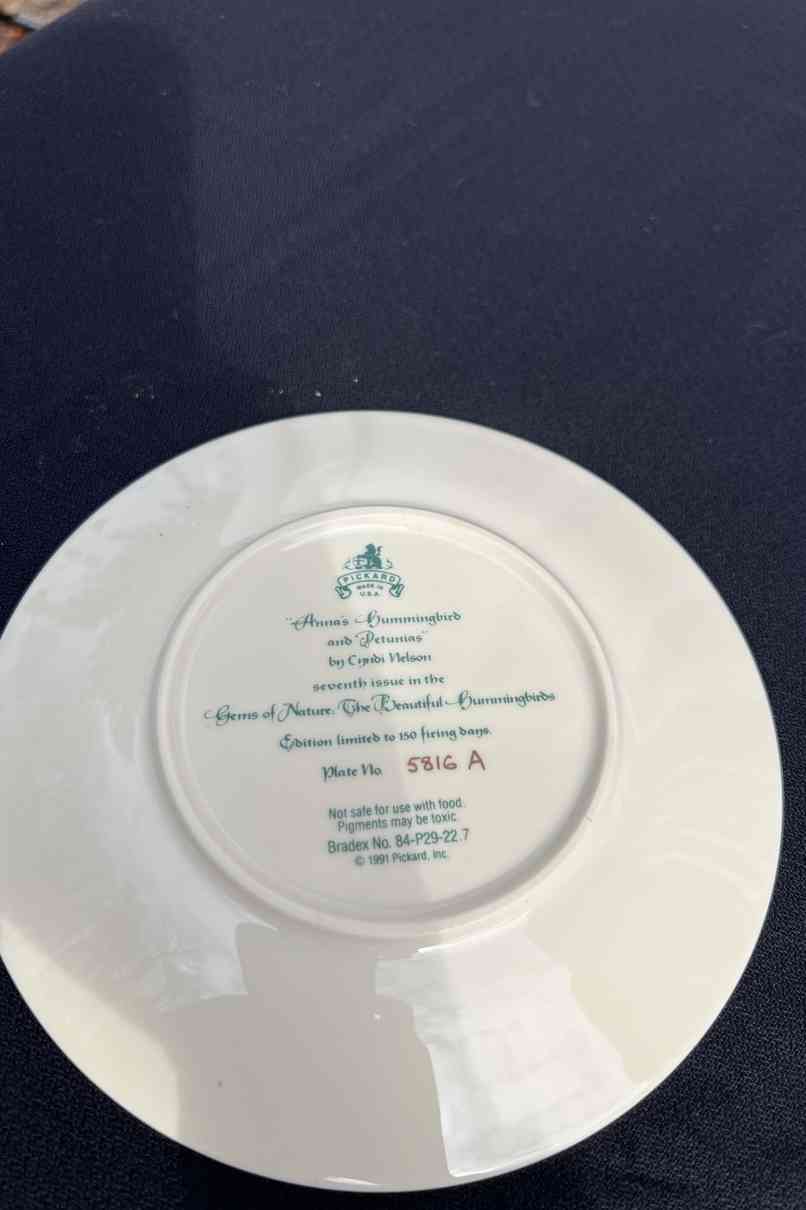 PICKARD
MADE IN
U.S.A.
"Anna's Hummingbird
and Petunias"
by Cyndi Nelson
seventh issue in the
Gems of Nature: The Beautiful Hummingbirds
Edition limited to 150 firing days.
Plate No. 5816 A
Not safe for use with food.
Pigments may be toxic.
Bradex No. 84-P29-22.7
© 1991 Pickard, Inc.